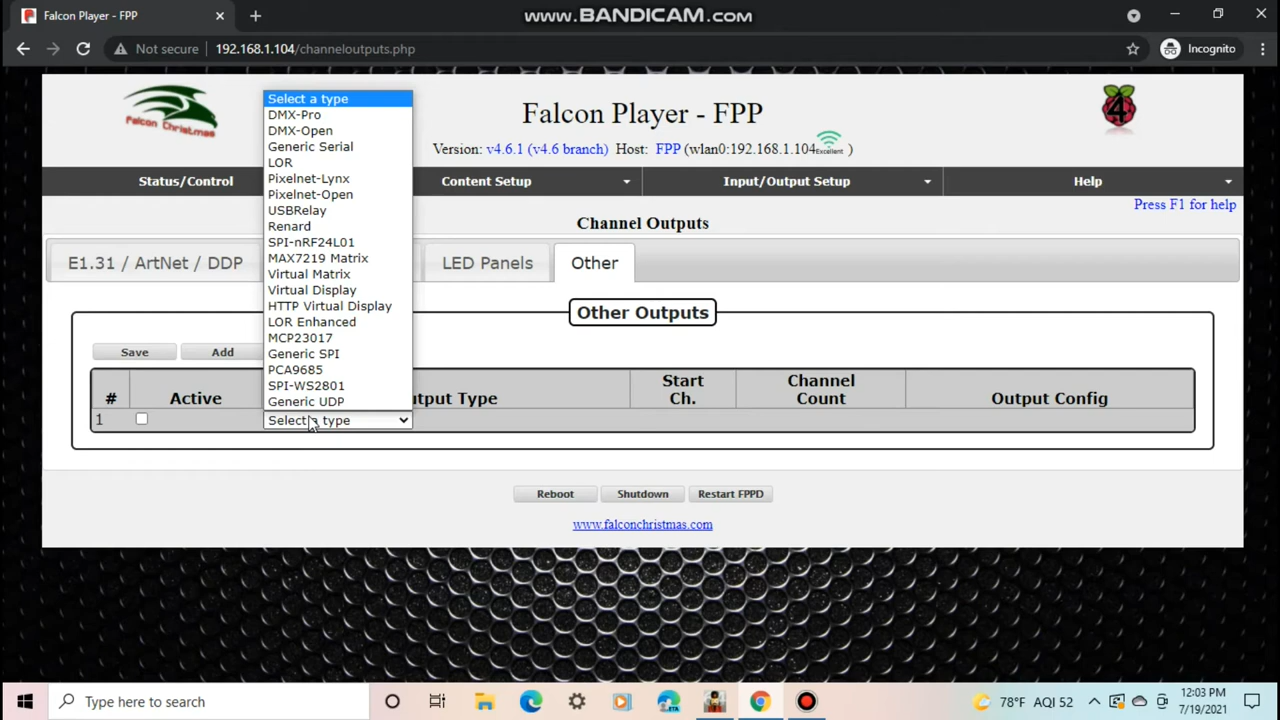 Falcon Player - FPP
www.BANDICAM.com
Not secure
192.168.1.104/channeloutputs.php
Incognito
Falcon Christmas
Falcon Player - FPP
4
Version: v4.6.1 (v4.6 branch) Host: FPP (wlan0:192.168.1.104 Excellent )
Status/Control
Content Setup
Input/Output Setup
Help
Press F1 for help
Channel Outputs
E1.31 / ArtNet / DDP
LED Panels
Other
Other Outputs
Save
Add
#
Active
Output Type
Start
Ch.
Channel
Count
Output Config
1
Select a type
Select a type
DMX-Pro
DMX-Open
Generic Serial
LOR
Pixelnet-Lynx
Pixelnet-Open
USBRelay
Renard
SPI-nRF24L01
MAX7219 Matrix
Virtual Matrix
Virtual Display
HTTP Virtual Display
LOR Enhanced
MCP23017
Generic SPI
PCA9685
SPI-WS2801
Generic UDP
Reboot
Shutdown
Restart FPPD
www.falconchristmas.com
Type here to search
BETA
78°F AQI 52
12:03 PM
7/19/2021